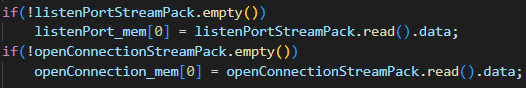 if(!listenPortStreamPack.empty())
    listenPort_mem[0] = listenPortStreamPack.read().data;
if(!openConnectionStreamPack.empty())
    openConnection_mem[0] = openConnectionStreamPack.read().data;